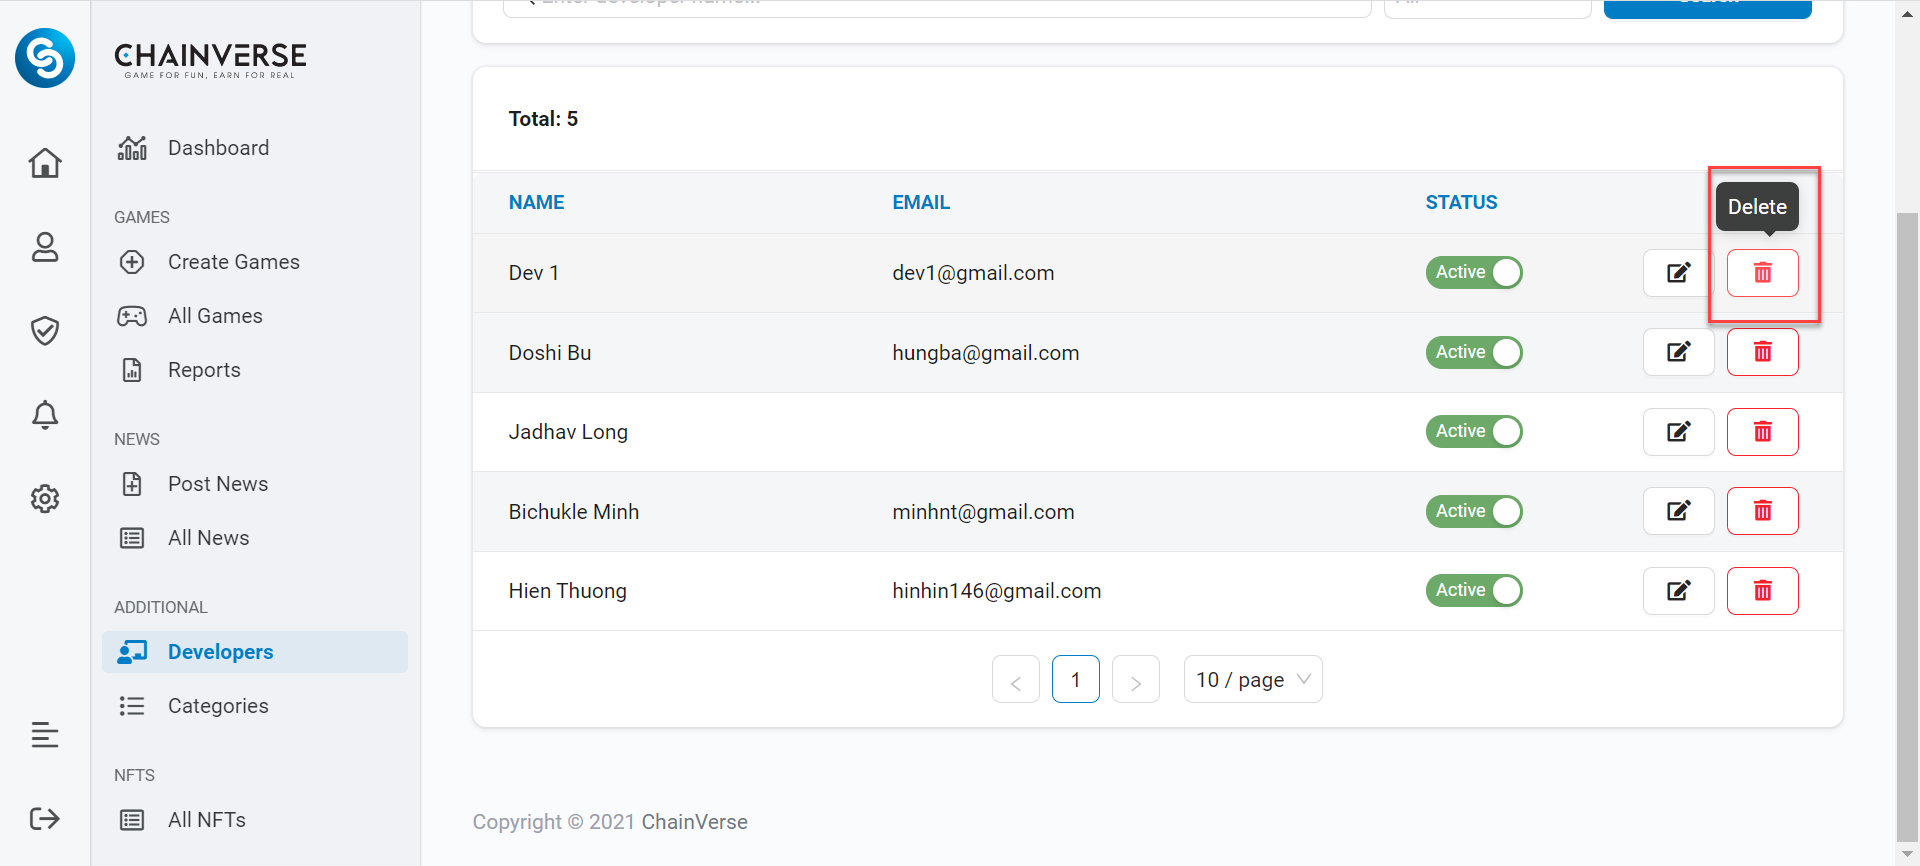 CHAINVERSE
GAME FOR FUN, EARN FOR REAL
Dashboard
GAMES
Create Games
All Games
Reports
NEWS
Post News
All News
ADDITIONAL
Developers
Categories
NFTS
All NFTs
Total: 5
NAME EMAIL STATUS
Delete
Dev 1 dev1@gmail.com Active
Doshi Bu hungba@gmail.com Active
Jadhav Long Active
Bichukle Minh minhnt@gmail.com Active
Hien Thuong hinhin146@gmail.com Active
< 1 > 10 / page
Copyright © 2021 ChainVerse